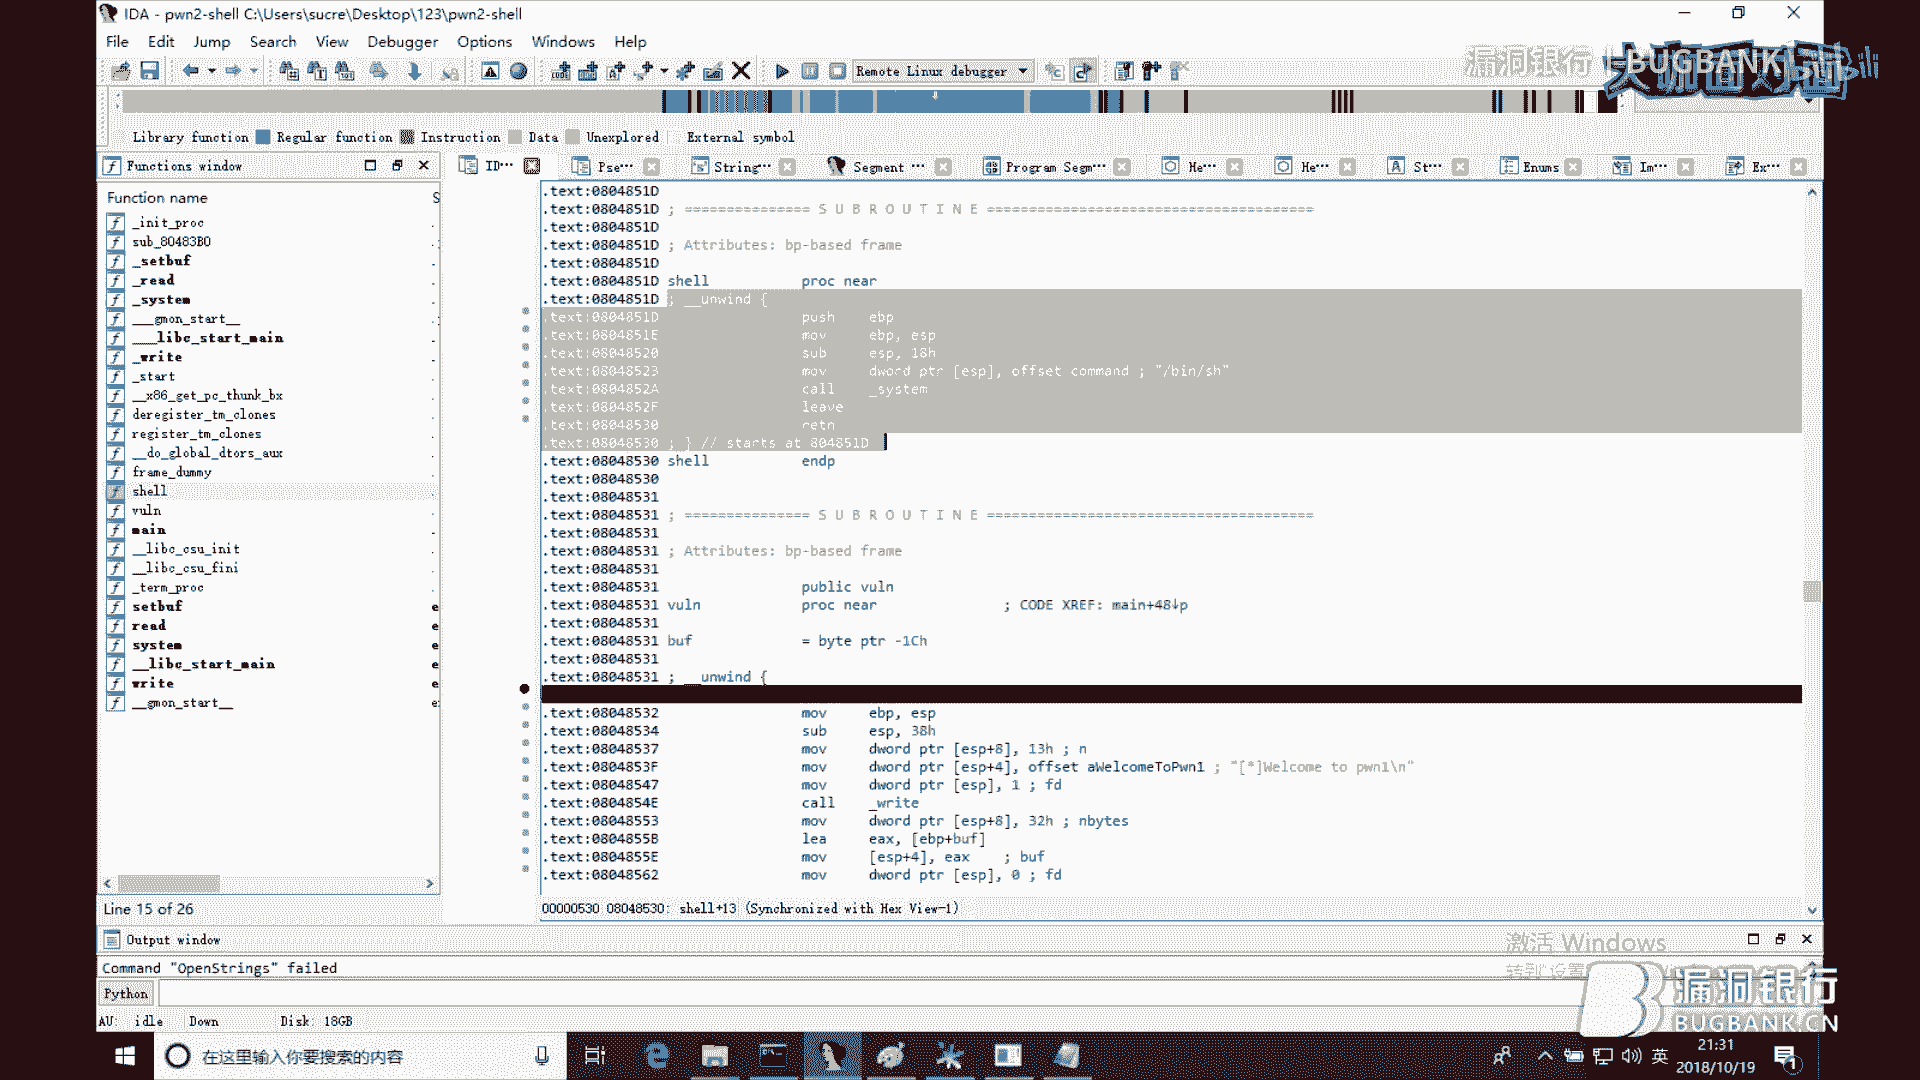 IDA - pwn2-shell C:\Users\sucre\Desktop\123\pwn2-shell
File Edit Jump Search View Debugger Options Windows Help
Remote Linux debugger
漏洞银行 BUGBANK bilibili
大咖面对面
Library function Regular function Instruction Data Unexplored External symbol
Functions window
ID··· Pse··· String··· Segment ··· Program Segm··· He··· He··· St··· Enums Im··· Ex···
Function name S
_init_proc
sub_80483B0
_setbuf
_read
_system
___gmon_start__
___libc_start_main
_write
_start
__x86_get_pc_thunk_bx
deregister_tm_clones
register_tm_clones
__do_global_dtors_aux
frame_dummy
shell
vuln
main
__libc_csu_init
__libc_csu_fini
_term_proc
setbuf e
read e
system e
__libc_start_main e
write e
__gmon_start__ e
Line 15 of 26
.text:0804851D
.text:0804851D ; =============== S U B R O U T I N E =======================================
.text:0804851D
.text:0804851D ; Attributes: bp-based frame
.text:0804851D
.text:0804851D shell proc near
.text:0804851D ; __unwind {
.text:0804851D push ebp
.text:0804851E mov ebp, esp
.text:08048520 sub esp, 18h
.text:08048523 mov dword ptr [esp], offset command ; "/bin/sh"
.text:0804852A call _system
.text:0804852F leave
.text:08048530 retn
.text:08048530 ; } // starts at 804851D
.text:08048530 shell endp
.text:08048530
.text:08048531
.text:08048531 ; =============== S U B R O U T I N E =======================================
.text:08048531
.text:08048531 ; Attributes: bp-based frame
.text:08048531
.text:08048531 public vuln
.text:08048531 vuln proc near ; CODE XREF: main+48↓p
.text:08048531
.text:08048531 buf = byte ptr -1Ch
.text:08048531
.text:08048531 ; __unwind {
.text:08048532 mov ebp, esp
.text:08048534 sub esp, 38h
.text:08048537 mov dword ptr [esp+8], 13h ; n
.text:0804853F mov dword ptr [esp+4], offset aWelcomeToPwn1 ; "[*]Welcome to pwn1\n"
.text:08048547 mov dword ptr [esp], 1 ; fd
.text:0804854E call _write
.text:08048553 mov dword ptr [esp+8], 32h ; nbytes
.text:0804855B lea eax, [ebp+buf]
.text:0804855E mov [esp+4], eax ; buf
.text:08048562 mov dword ptr [esp], 0 ; fd
00000530 08048530: shell+13 (Synchronized with Hex View-1)
Output window
激活 Windows
Command "OpenStrings" failed
转到"设置
Python
漏洞银行
BUGBANK.CN
AU: idle Down Disk: 18GB
在这里输入你要搜索的内容
英
21:31
2018/10/19
1